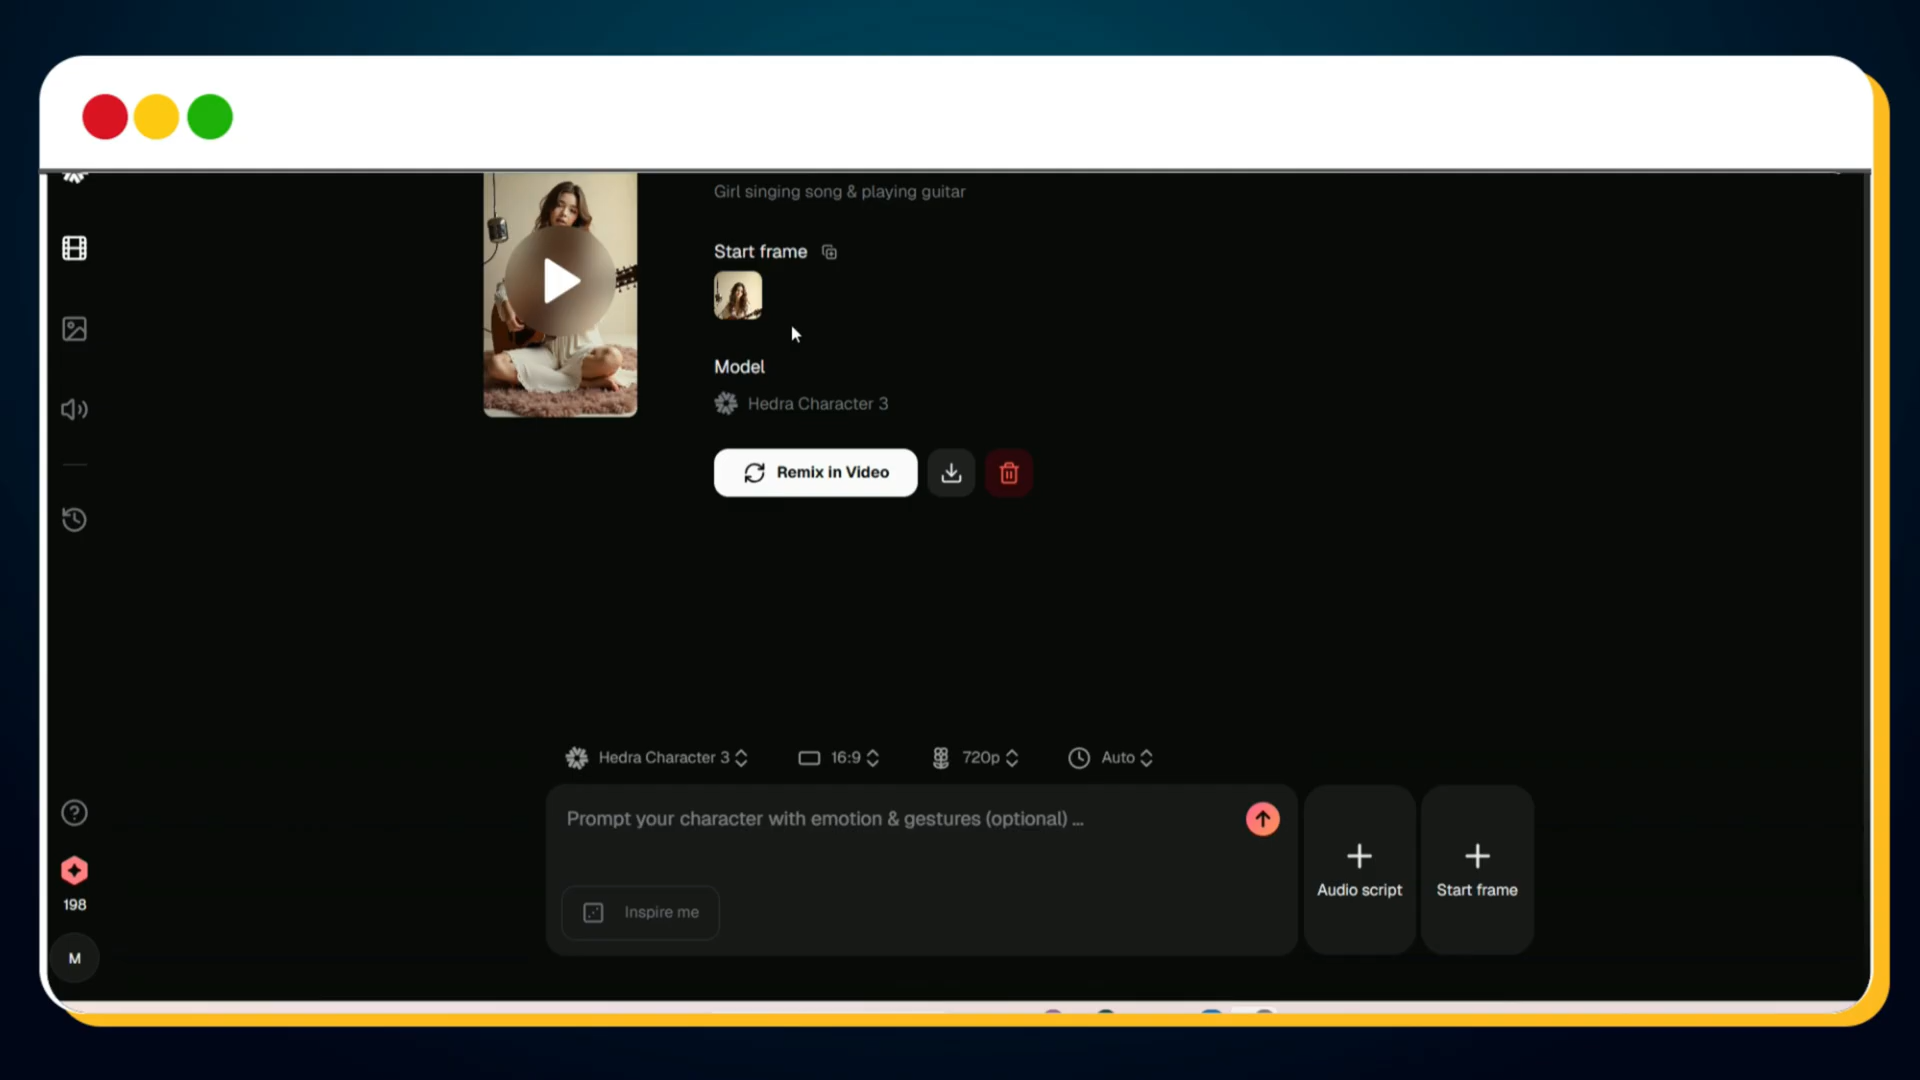 Girl singing song & playing guitar
Start frame
Model
Hedra Character 3
Remix in Video
Hedra Character 3
16:9
720p
Auto
Prompt your character with emotion & gestures (optional) ...
Inspire me
Audio script
Start frame
198
M